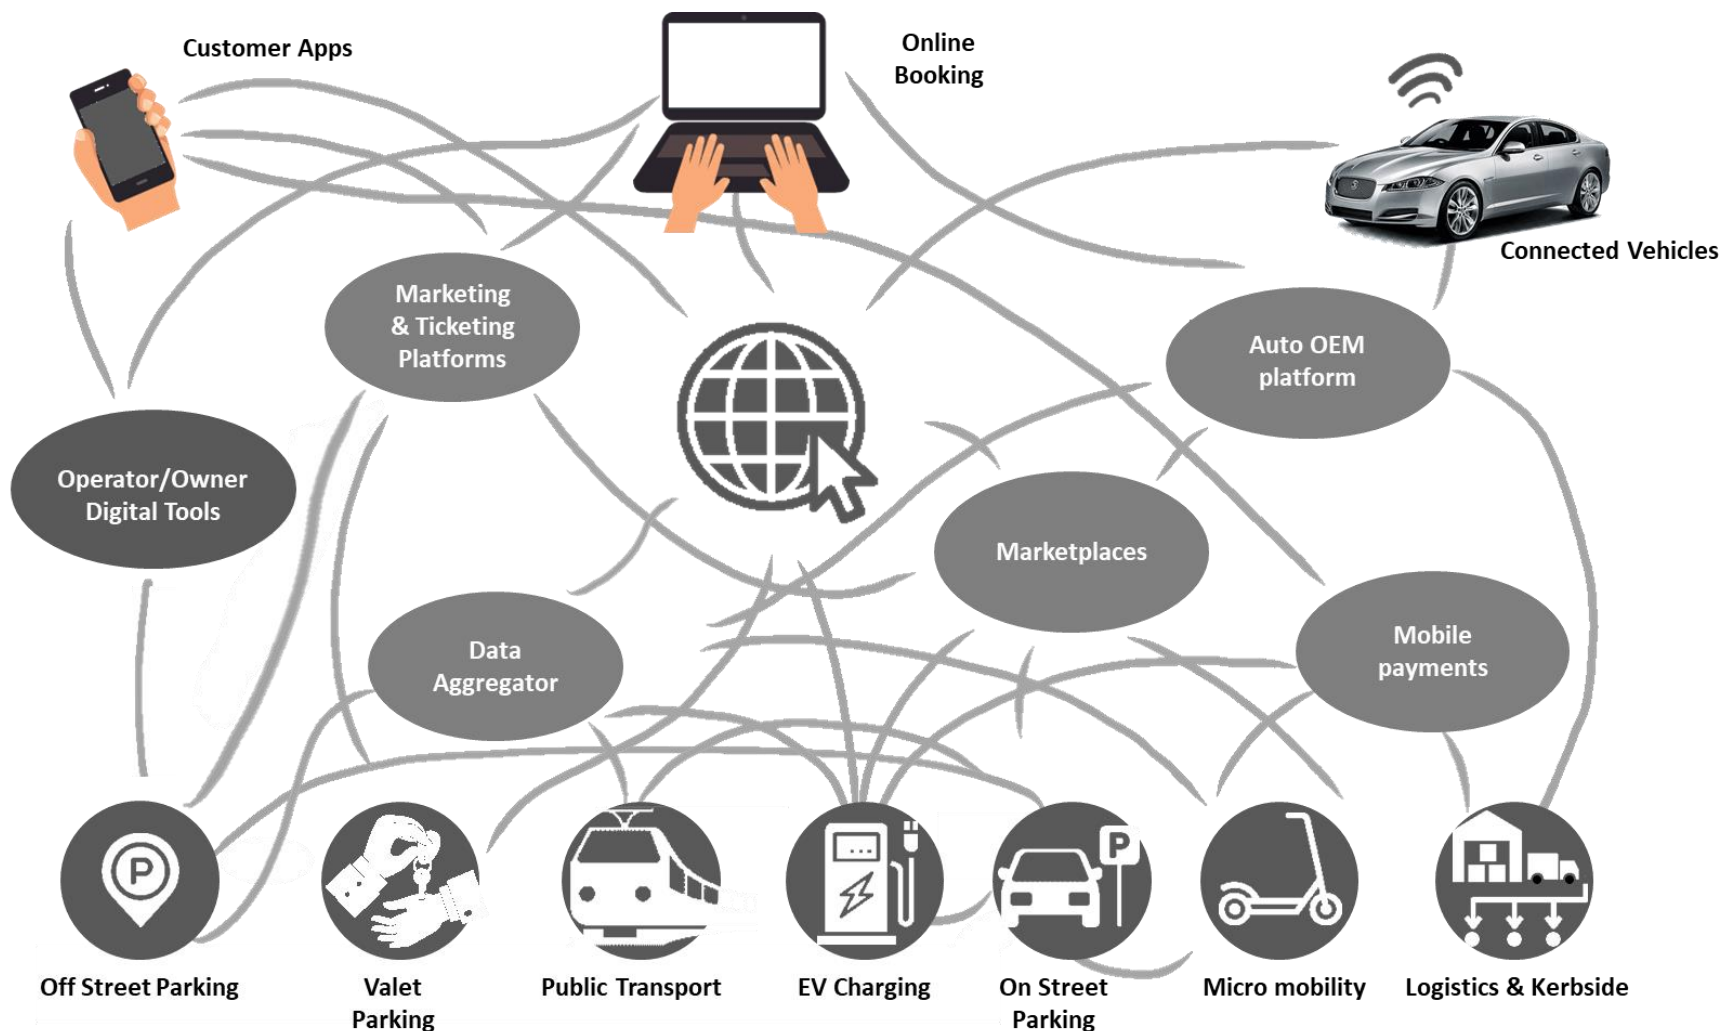 Customer Apps
Online
Booking
Connected Vehicles
Marketing
& Ticketing
Platforms
Auto OEM
platform
Operator/Owner
Digital Tools
Marketplaces
Data
Aggregator
Mobile
payments
P
P
Off Street Parking
Valet
Parking
Public Transport
EV Charging
On Street
Parking
Micro mobility
Logistics & Kerbside